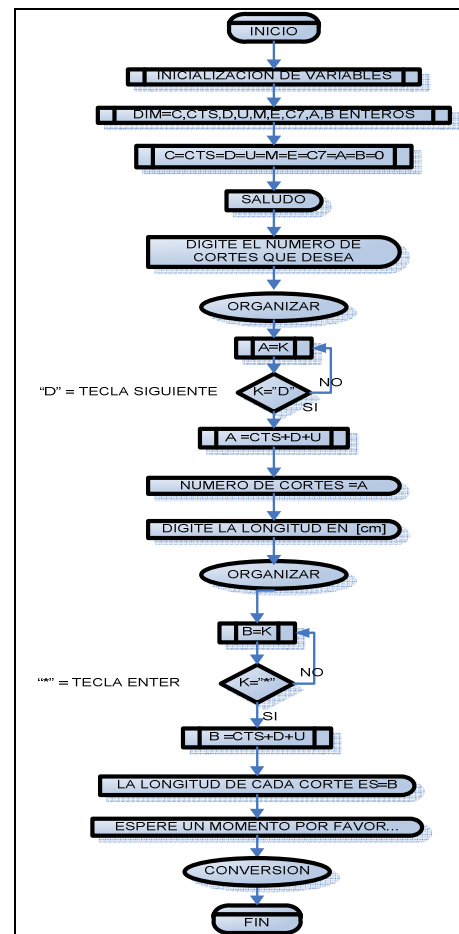 INICIO
INICIALIZACION DE VARIABLES
DIM=C,CTS,D,U,M,E,C7,A,B ENTEROS
C=CTS=D=U=M=E=C7=A=B=0
SALUDO
DIGITE EL NUMERO DE
CORTES QUE DESEA
ORGANIZAR
A=K
NO
"D" = TECLA SIGUIENTE
K="D"
SI
A =CTS+D+U
NUMERO DE CORTES =A
DIGITE LA LONGITUD EN [cm]
ORGANIZAR
B=K
NO
"*" = TECLA ENTER
K="*"
SI
B =CTS+D+U
LA LONGITUD DE CADA CORTE ES=B
ESPERE UN MOMENTO POR FAVOR...
CONVERSION
FIN